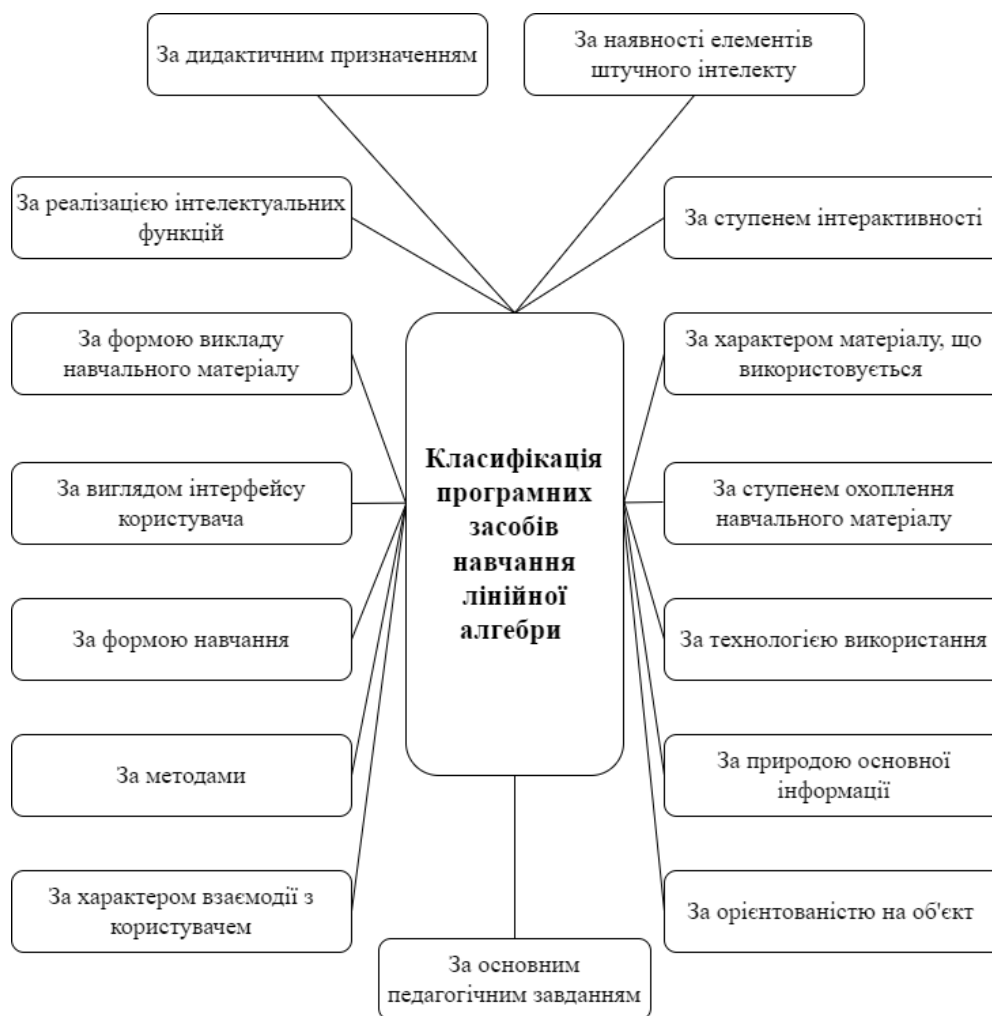 За дидактичним призначенням
За наявності елементів
штучного інтелекту
За реалізацією інтелектуальних
функцій
За ступенем інтерактивності
За формою викладу
навчального матеріалу
За характером матеріалу, що
використовується
Класифікація
програмних
засобів
навчання
лінійної
алгебри
За виглядом інтерфейсу
користувача
За ступенем охоплення
навчального матеріалу
За формою навчання
За технологією використання
За методами
За природою основної
інформації
За характером взаємодії з
користувачем
За орієнтованістю на об'єкт
За основним
педагогічним завданням